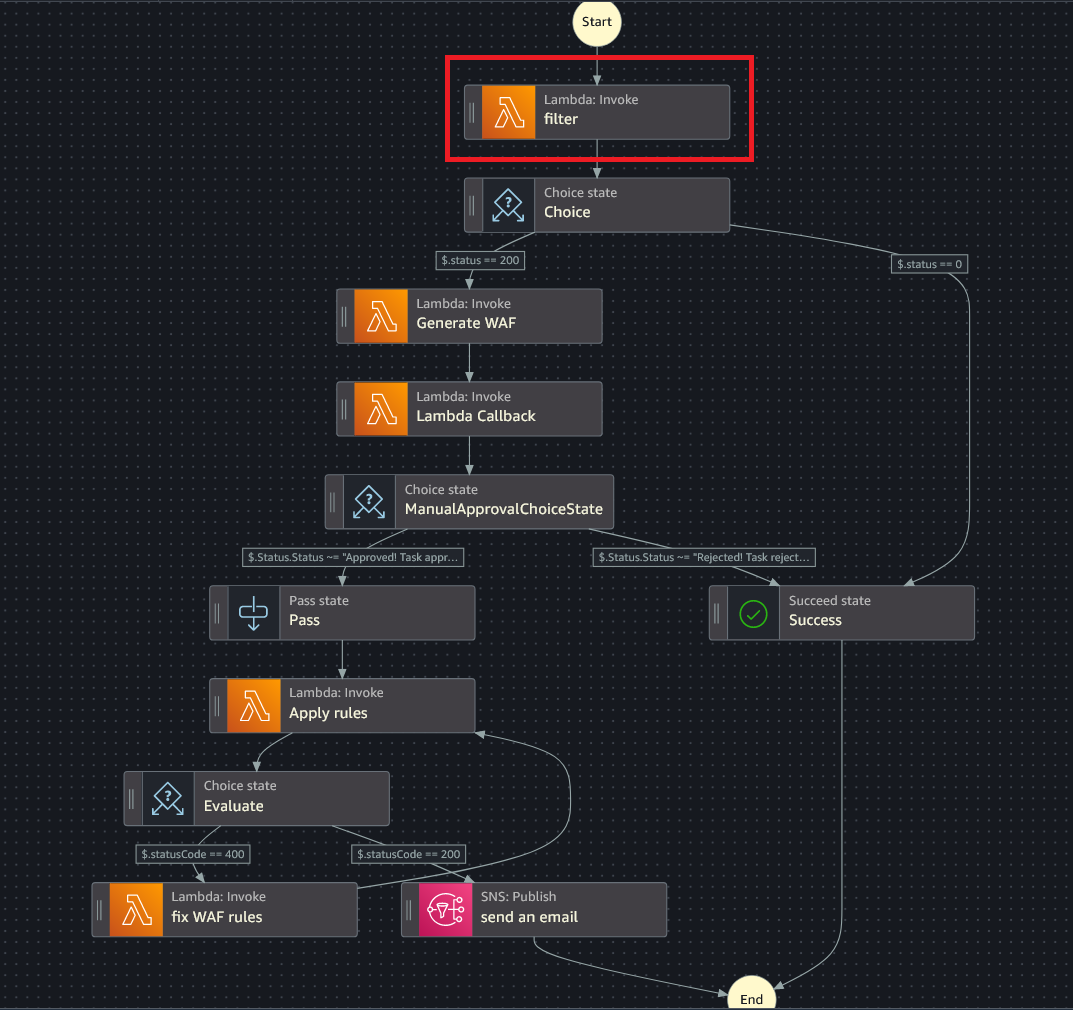 Start
Lambda: Invoke
filter
Choice state
Choice
$.status == 200
$.status == 0
Lambda: Invoke
Generate WAF
Lambda: Invoke
Lambda Callback
Choice state
ManualApprovalChoiceState
$.Status.Status ~= "Approved! Task appr...
$.Status.Status ~= "Rejected! Task reject...
Pass state
Pass
Succeed state
Success
Lambda: Invoke
Apply rules
Choice state
Evaluate
$.statusCode == 400
$.statusCode == 200
Lambda: Invoke
fix WAF rules
SNS: Publish
send an email
End